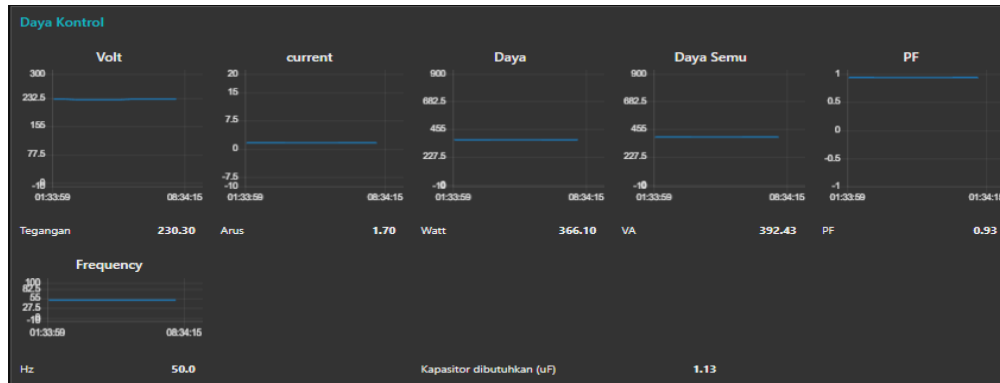 Daya Kontrol
Volt current Daya Daya Semu PF
300 20 900 900 1
232.5 15 682.5 682.5 0.5
155 7.5 455 455 0
77.5 0 227.5 227.5 -0.5
0 -7.5
-10 -10 -10 -10 -1
01:33:59 08:34:15 01:33:59 08:34:15 01:33:59 08:34:15 01:33:59 08:34:15 01:33:59 01:34:1
Tegangan 230.30 Arus 1.70 Watt 366.10 VA 392.43 PF 0.93
Frequency
100
82.5
55
27.5
0
-10
01:33:59 08:34:15
Hz 50.0 Kapasitor dibutuhkan (uF) 1.13